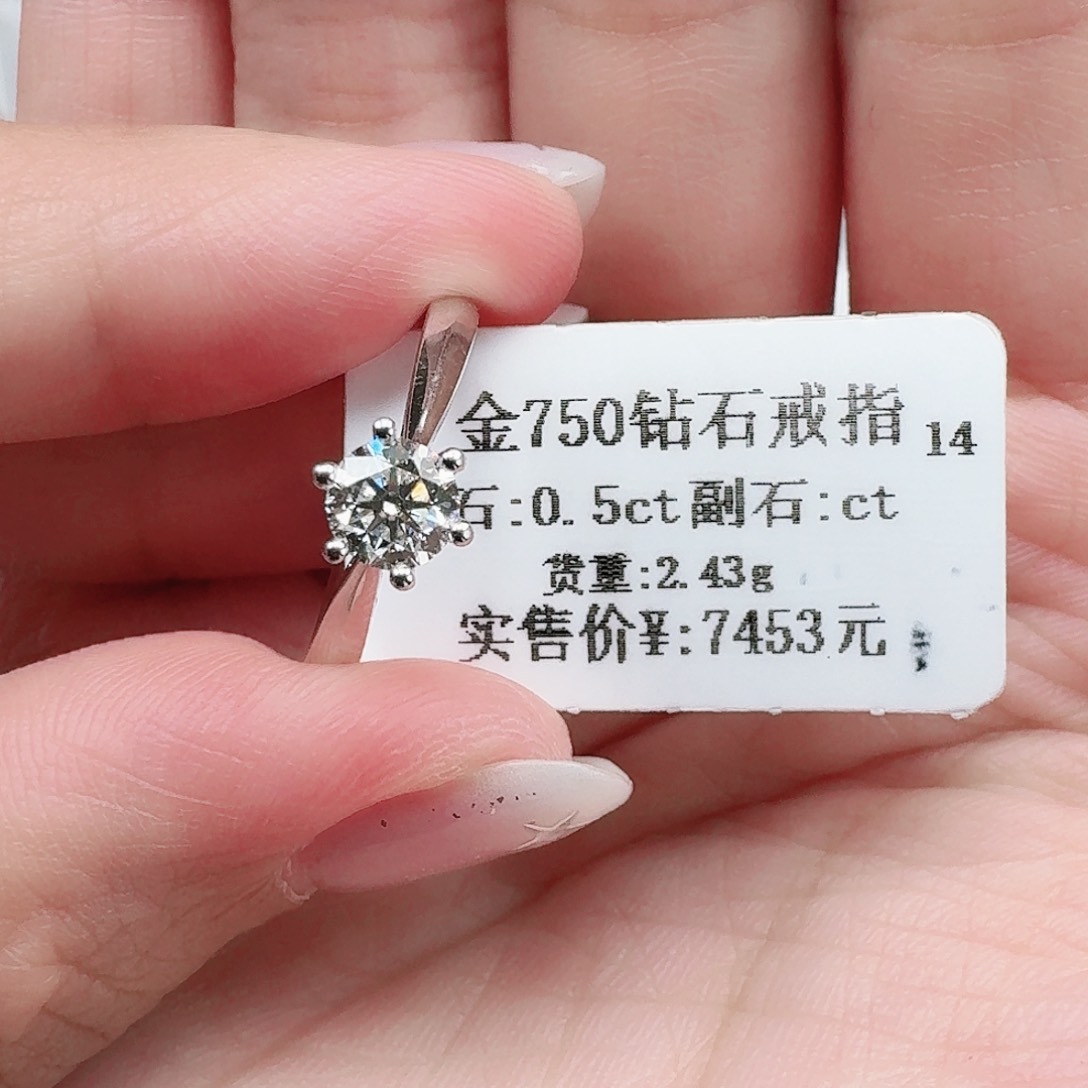 金750钻石戒指 14
石:0.5ct副石:ct
货重:2.43g
实售价¥:7453元